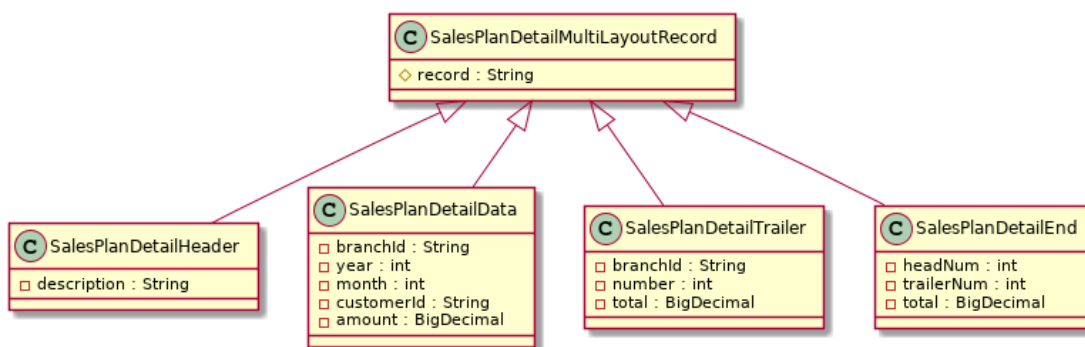 C SalesPlanDetailMultiLayoutRecord
record : String
C SalesPlanDetailHeader
description : String
C SalesPlanDetailData
branchId : String
year : int
month : int
customerId : String
amount : BigDecimal
C SalesPlanDetailTrailer
branchId : String
number : int
total : BigDecimal
C SalesPlanDetailEnd
headNum : int
trailerNum : int
total : BigDecimal